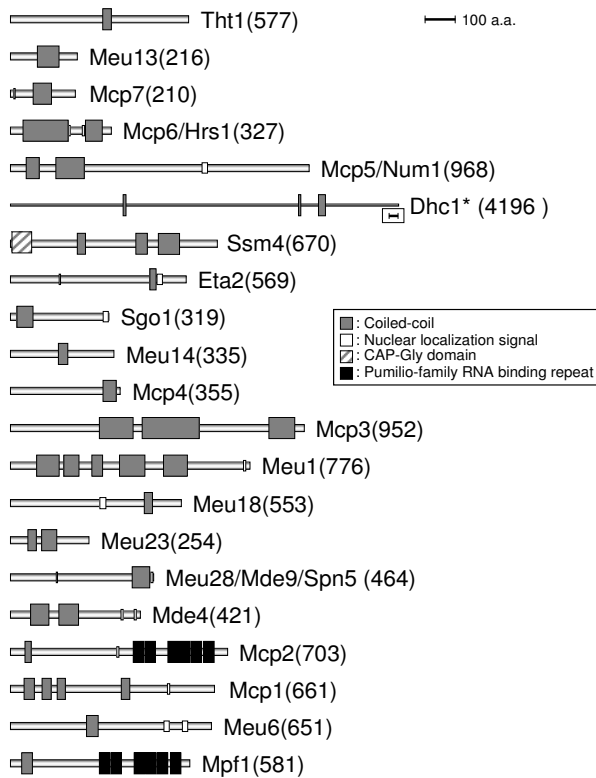 Tht1(577)
100 a.a.
Meu13(216)
Mcp7(210)
Mcp6/Hrs1(327)
Mcp5/Num1(968)
Dhc1* (4196 )
Ssm4(670)
Eta2(569)
Sgo1(319)
Meu14(335)
Mcp4(355)
: Coiled-coil
: Nuclear localization signal
: CAP-Gly domain
: Pumilio-family RNA binding repeat
Mcp3(952)
Meu1(776)
Meu18(553)
Meu23(254)
Meu28/Mde9/Spn5 (464)
Mde4(421)
Mcp2(703)
Mcp1(661)
Meu6(651)
Mpf1(581)